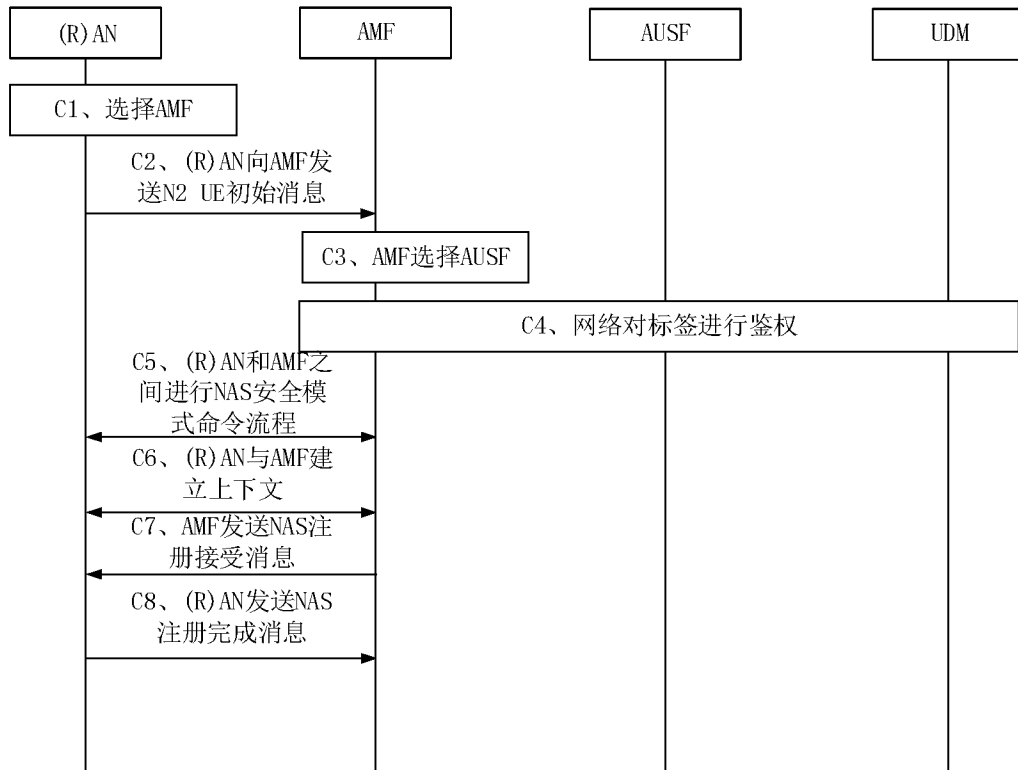 (R)AN
AMF
AUSF
UDM
C1、选择AMF
C2、(R)AN向AMF发
送N2 UE初始消息
C3、AMF选择AUSF
C4、网络对标签进行鉴权
C5、(R)AN和AMF之
间进行NAS安全模
式命令流程
C6、(R)AN与AMF建
立上下文
C7、AMF发送NAS注
册接受消息
C8、(R)AN发送NAS
注册完成消息